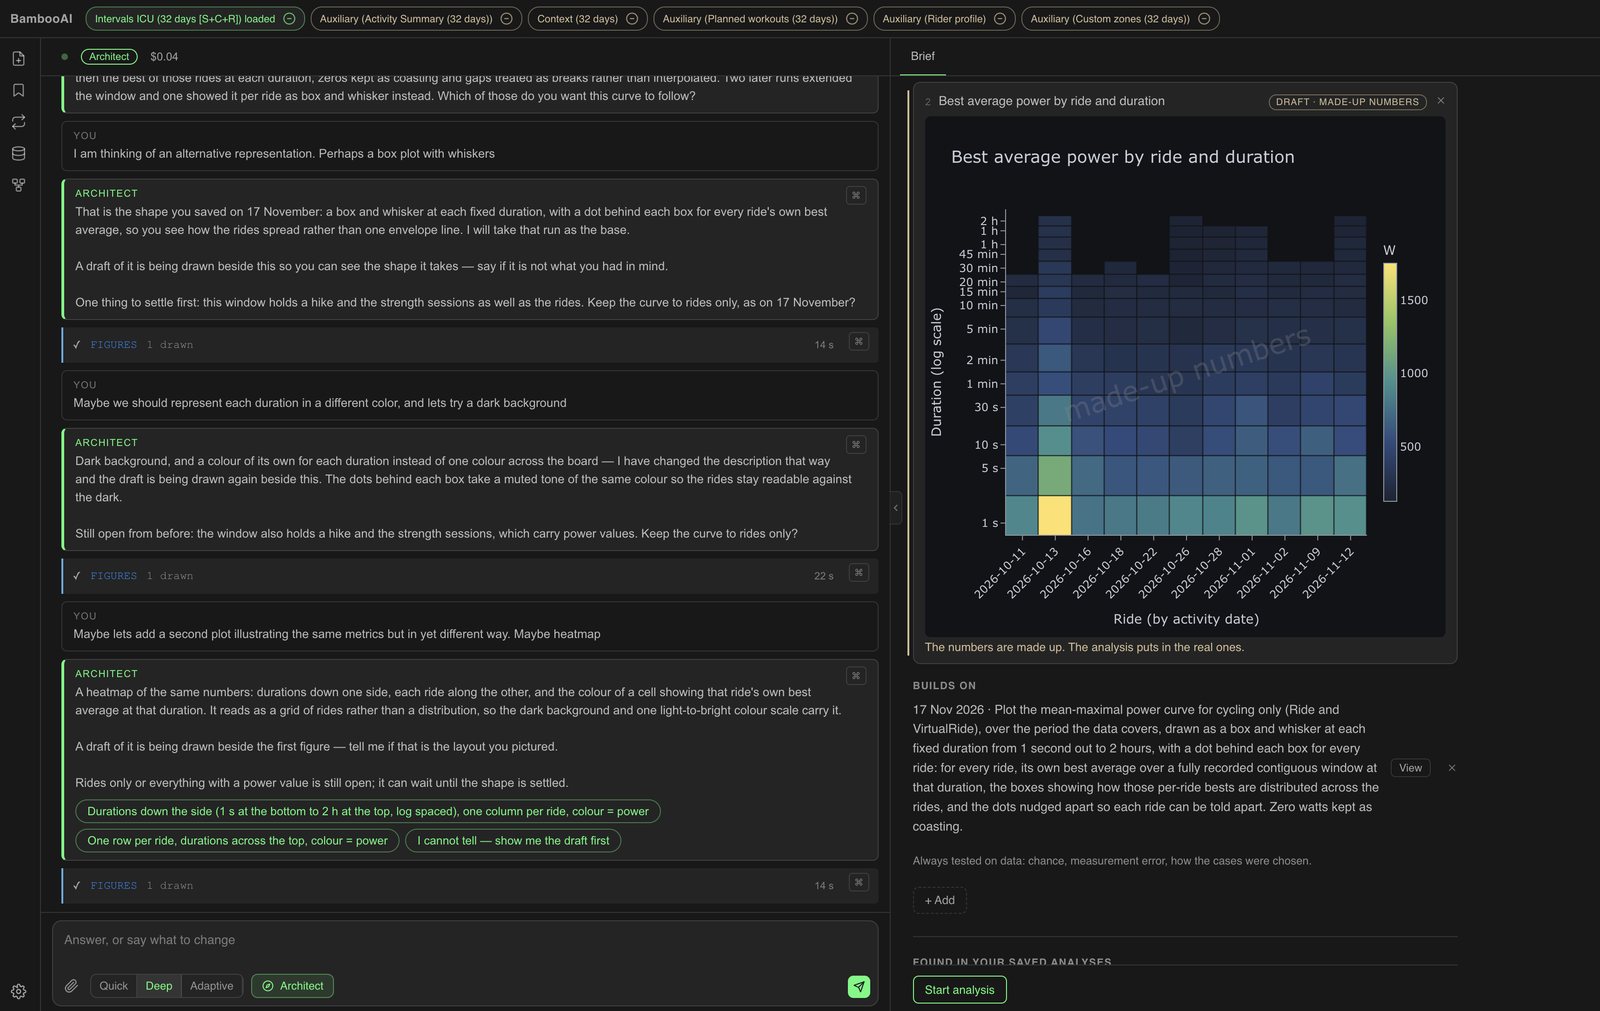 BambooAI
Intervals ICU (32 days [S+C+R]) loaded
Auxiliary (Activity Summary (32 days))
Context (32 days)
Auxiliary (Planned workouts (32 days))
Auxiliary (Rider profile)
Auxiliary (Custom zones (32 days))
Architect $0.04
then the best of those rides at each duration, zeros kept as coasting and gaps treated as breaks rather than interpolated. Two later runs extended
the window and one showed it per ride as box and whisker instead. Which of those do you want this curve to follow?
YOU
I am thinking of an alternative representation. Perhaps a box plot with whiskers
ARCHITECT
That is the shape you saved on 17 November: a box and whisker at each fixed duration, with a dot behind each box for every ride's own best
average, so you see how the rides spread rather than one envelope line. I will take that run as the base.
A draft of it is being drawn beside this so you can see the shape it takes — say if it is not what you had in mind.
One thing to settle first: this window holds a hike and the strength sessions as well as the rides. Keep the curve to rides only, as on 17 November?
✓ FIGURES 1 drawn 14 s
YOU
Maybe we should represent each duration in a different color, and lets try a dark background
ARCHITECT
Dark background, and a colour of its own for each duration instead of one colour across the board — I have changed the description that way
and the draft is being drawn again beside this. The dots behind each box take a muted tone of the same colour so the rides stay readable against
the dark.
Still open from before: the window also holds a hike and the strength sessions, which carry power values. Keep the curve to rides only?
✓ FIGURES 1 drawn 22 s
YOU
Maybe lets add a second plot illustrating the same metrics but in yet different way. Maybe heatmap
ARCHITECT
A heatmap of the same numbers: durations down one side, each ride along the other, and the colour of a cell showing that ride's own best
average at that duration. It reads as a grid of rides rather than a distribution, so the dark background and one light-to-bright colour scale carry it.
A draft of it is being drawn beside the first figure — tell me if that is the layout you pictured.
Rides only or everything with a power value is still open; it can wait until the shape is settled.
Durations down the side (1 s at the bottom to 2 h at the top, log spaced), one column per ride, colour = power
One row per ride, durations across the top, colour = power
I cannot tell — show me the draft first
✓ FIGURES 1 drawn 14 s
Answer, or say what to change
Quick Deep Adaptive Architect
Brief
2 Best average power by ride and duration
DRAFT · MADE-UP NUMBERS
Best average power by ride and duration
Duration (log scale)
2 h
1 h
1 h
45 min
30 min
20 min
15 min
10 min
5 min
2 min
1 min
30 s
10 s
5 s
1 s
made-up numbers
W
1500
1000
500
2026-10-11
2026-10-13
2026-10-16
2026-10-18
2026-10-22
2026-10-26
2026-10-28
2026-11-01
2026-11-02
2026-11-09
2026-11-12
Ride (by activity date)
The numbers are made up. The analysis puts in the real ones.
BUILDS ON
17 Nov 2026 · Plot the mean-maximal power curve for cycling only (Ride and
VirtualRide), over the period the data covers, drawn as a box and whisker at each
fixed duration from 1 second out to 2 hours, with a dot behind each box for every
ride: for every ride, its own best average over a fully recorded contiguous window at
that duration, the boxes showing how those per-ride bests are distributed across the
rides, and the dots nudged apart so each ride can be told apart. Zero watts kept as
coasting.
View
Always tested on data: chance, measurement error, how the cases were chosen.
+ Add
FOUND IN YOUR SAVED ANALYSES
Start analysis